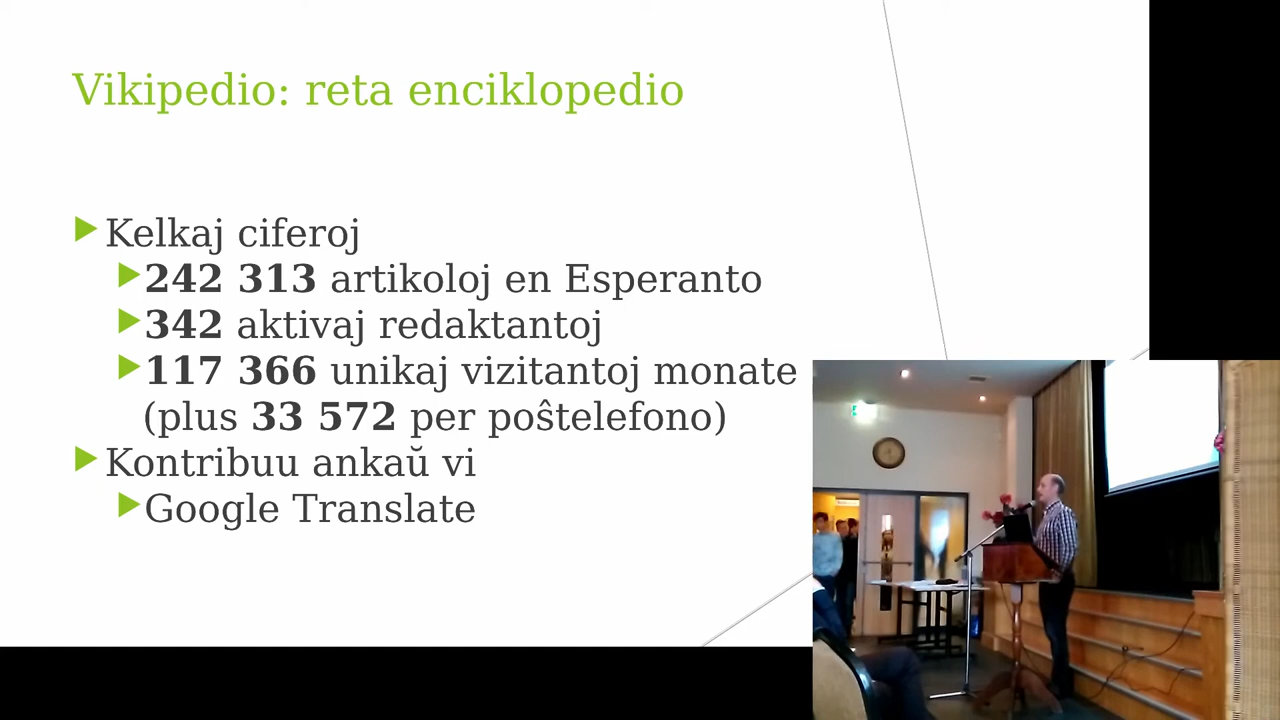 Vikipedio: reta enciklopedio
Kelkaj ciferoj
242 313 artikoloj en Esperanto
342 aktivaj redaktantoj
117 366 unikaj vizitantoj monate
(plus 33 572 per poŝtelefono)
Kontribuu ankaŭ vi
Google Translate